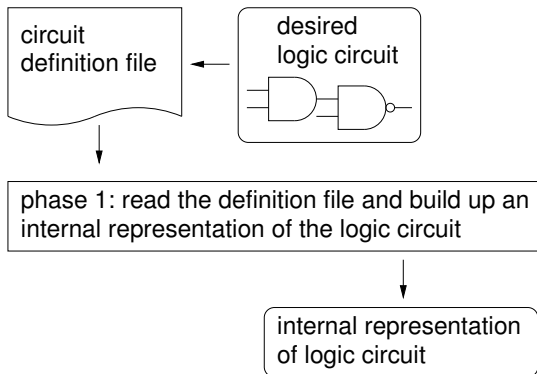 circuit
definition file
desired
logic circuit
phase 1: read the definition file and build up an
internal representation of the logic circuit
internal representation
of logic circuit